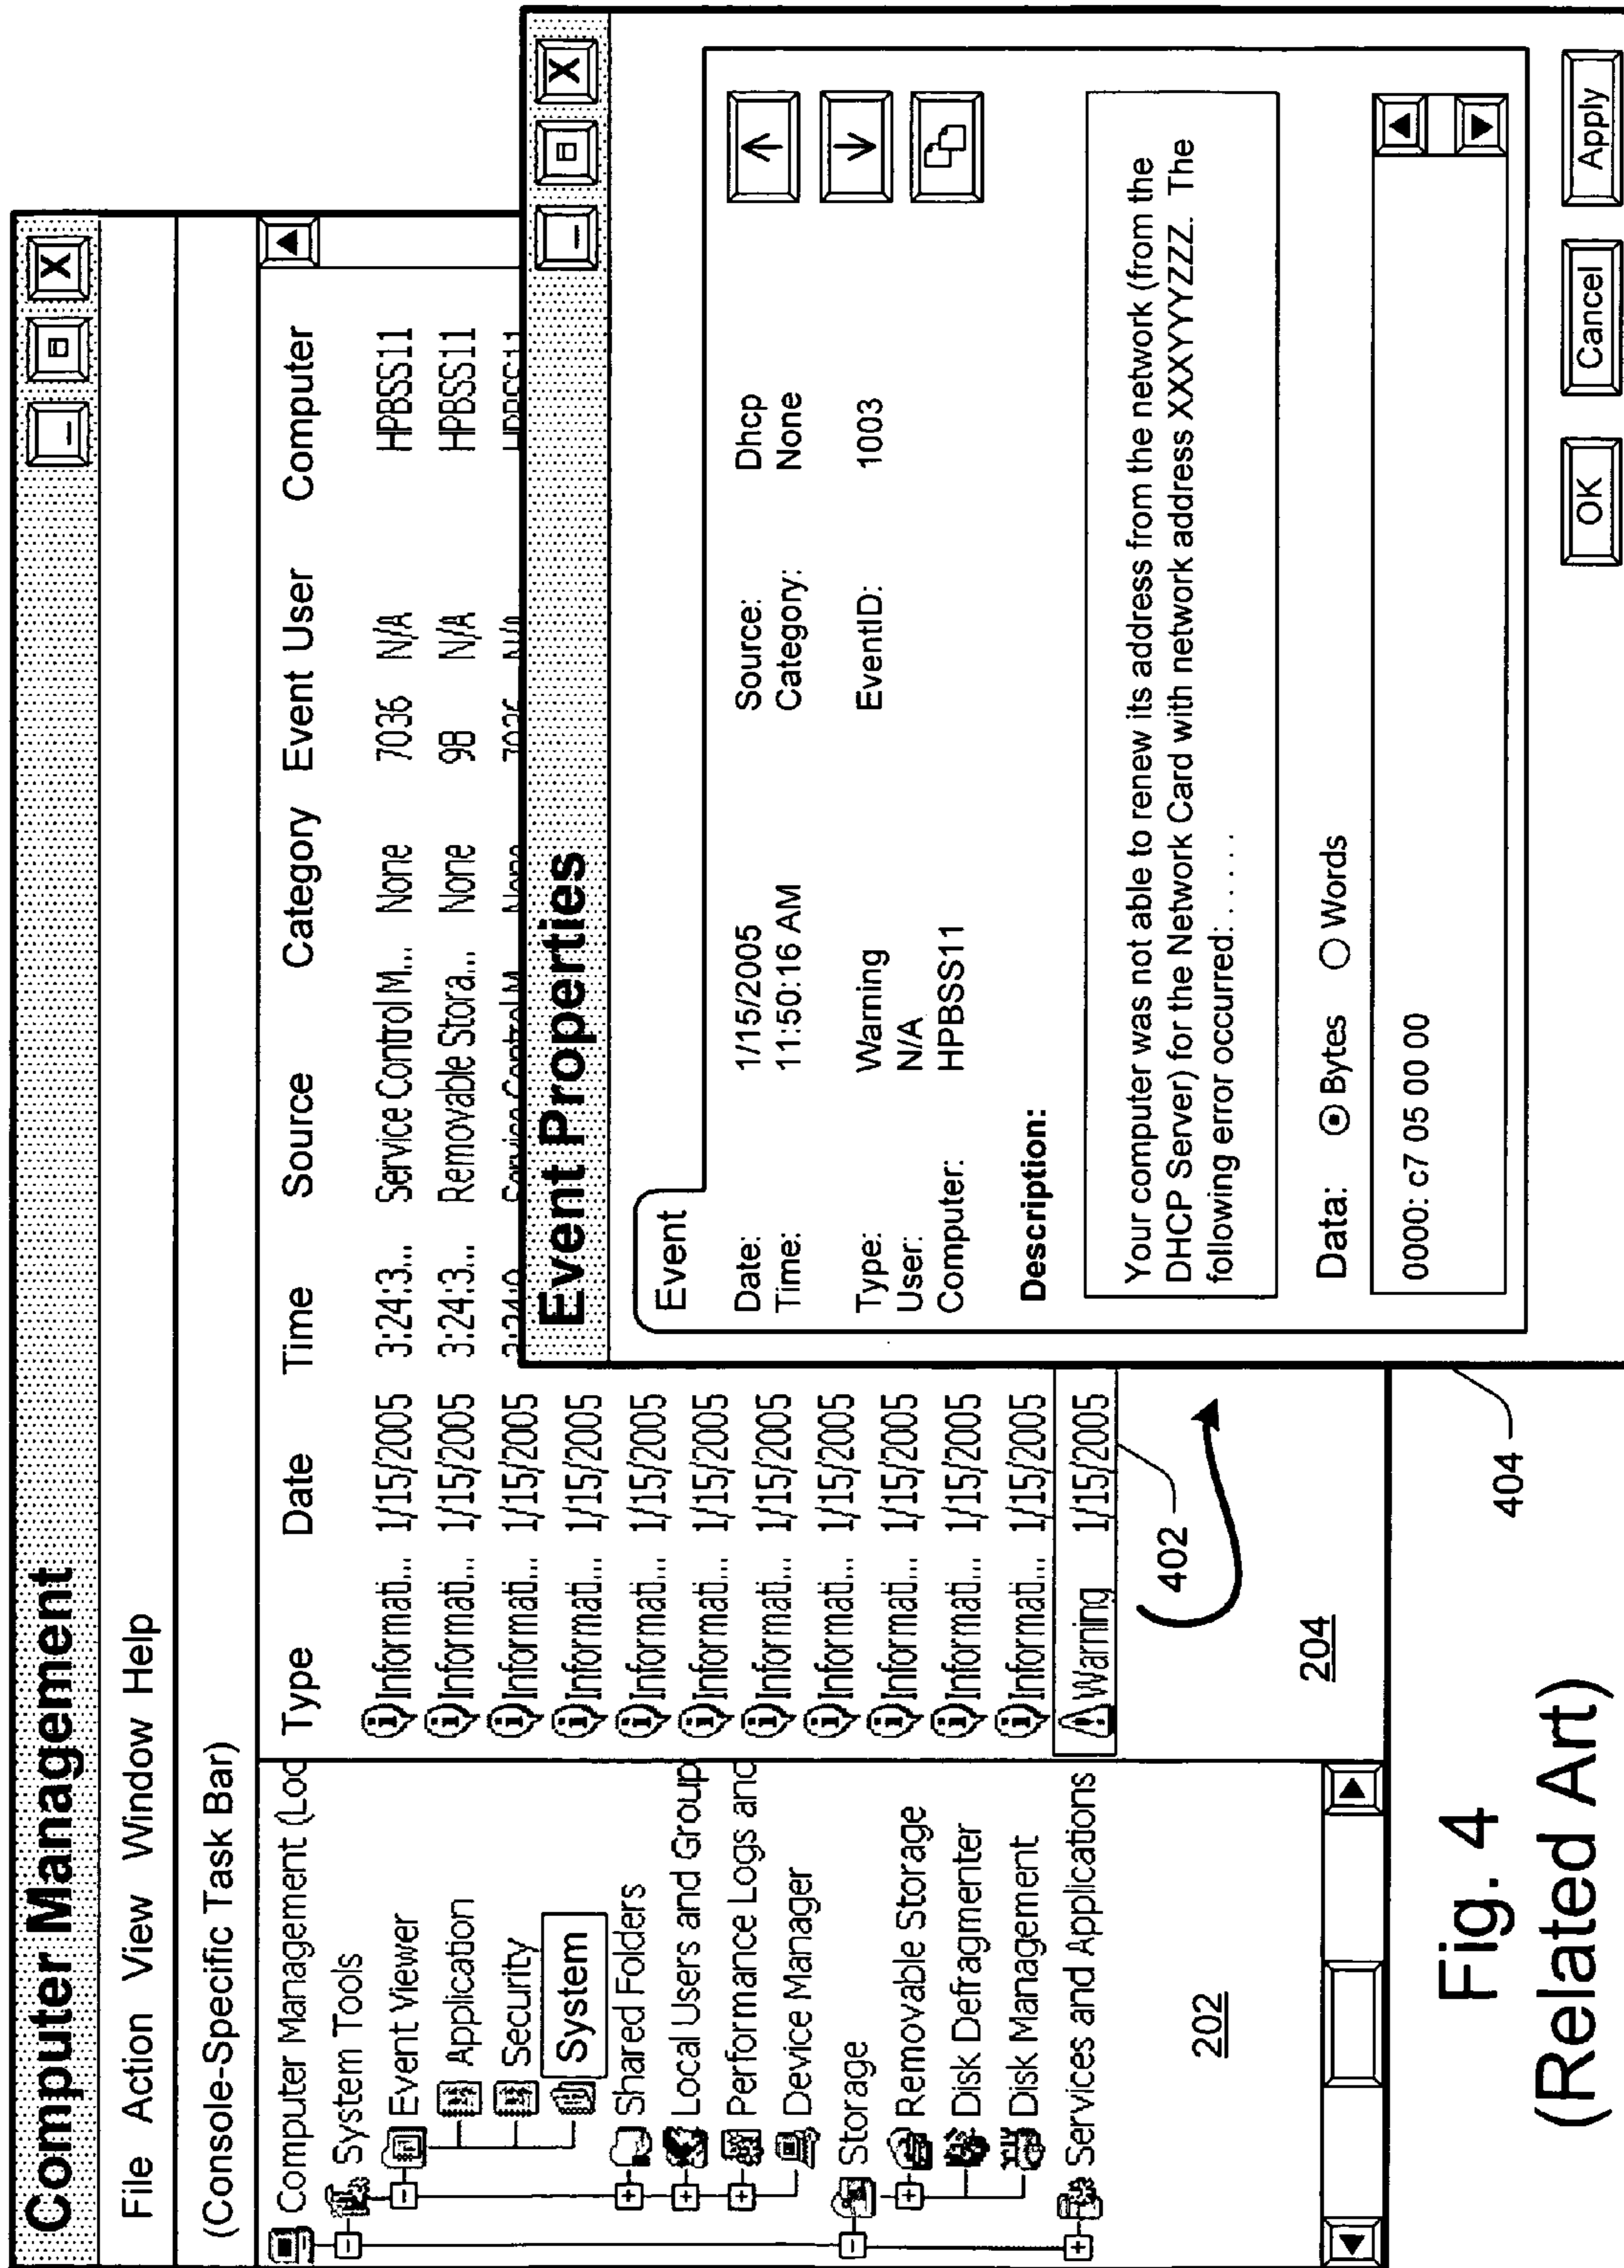 Computer Management
_ X
File Action View Window Help
(Console-Specific Task Bar)
Computer Management (Loc
System Tools
Event Viewer
Application
Security
System
Shared Folders
Local Users and Group
Performance Logs and
Device Manager
Storage
Removable Storage
Disk Defragmenter
Disk Management
Services and Applications
202
Type Date Time Source Category Event User Computer
Informati... 1/15/2005 3:24:3... Service Control M... None 7036 N/A HPBSS11
Informati... 1/15/2005 3:24:3... Removable Stora... None 98 N/A HPBSS11
Informati... 1/15/2005
Informati... 1/15/2005
Informati... 1/15/2005
Informati... 1/15/2005
Informati... 1/15/2005
Informati... 1/15/2005
Informati... 1/15/2005
Informati... 1/15/2005
Informati... 1/15/2005
Warning 1/15/2005
402
204
Event Properties
_ X
Event
Date: 1/15/2005 Source: Dhcp
Time: 11:50:16 AM Category: None
Type: Warning EventID: 1003
User: N/A
Computer: HPBSS11
Description:
Your computer was not able to renew its address from the network (from the
DHCP Server) for the Network Card with network address XXXYYYZZZ. The
following error occurred: . . . . .
Data: Bytes Words
0000: c7 05 00 00
OK Cancel Apply
404
Fig. 4
(Related Art)